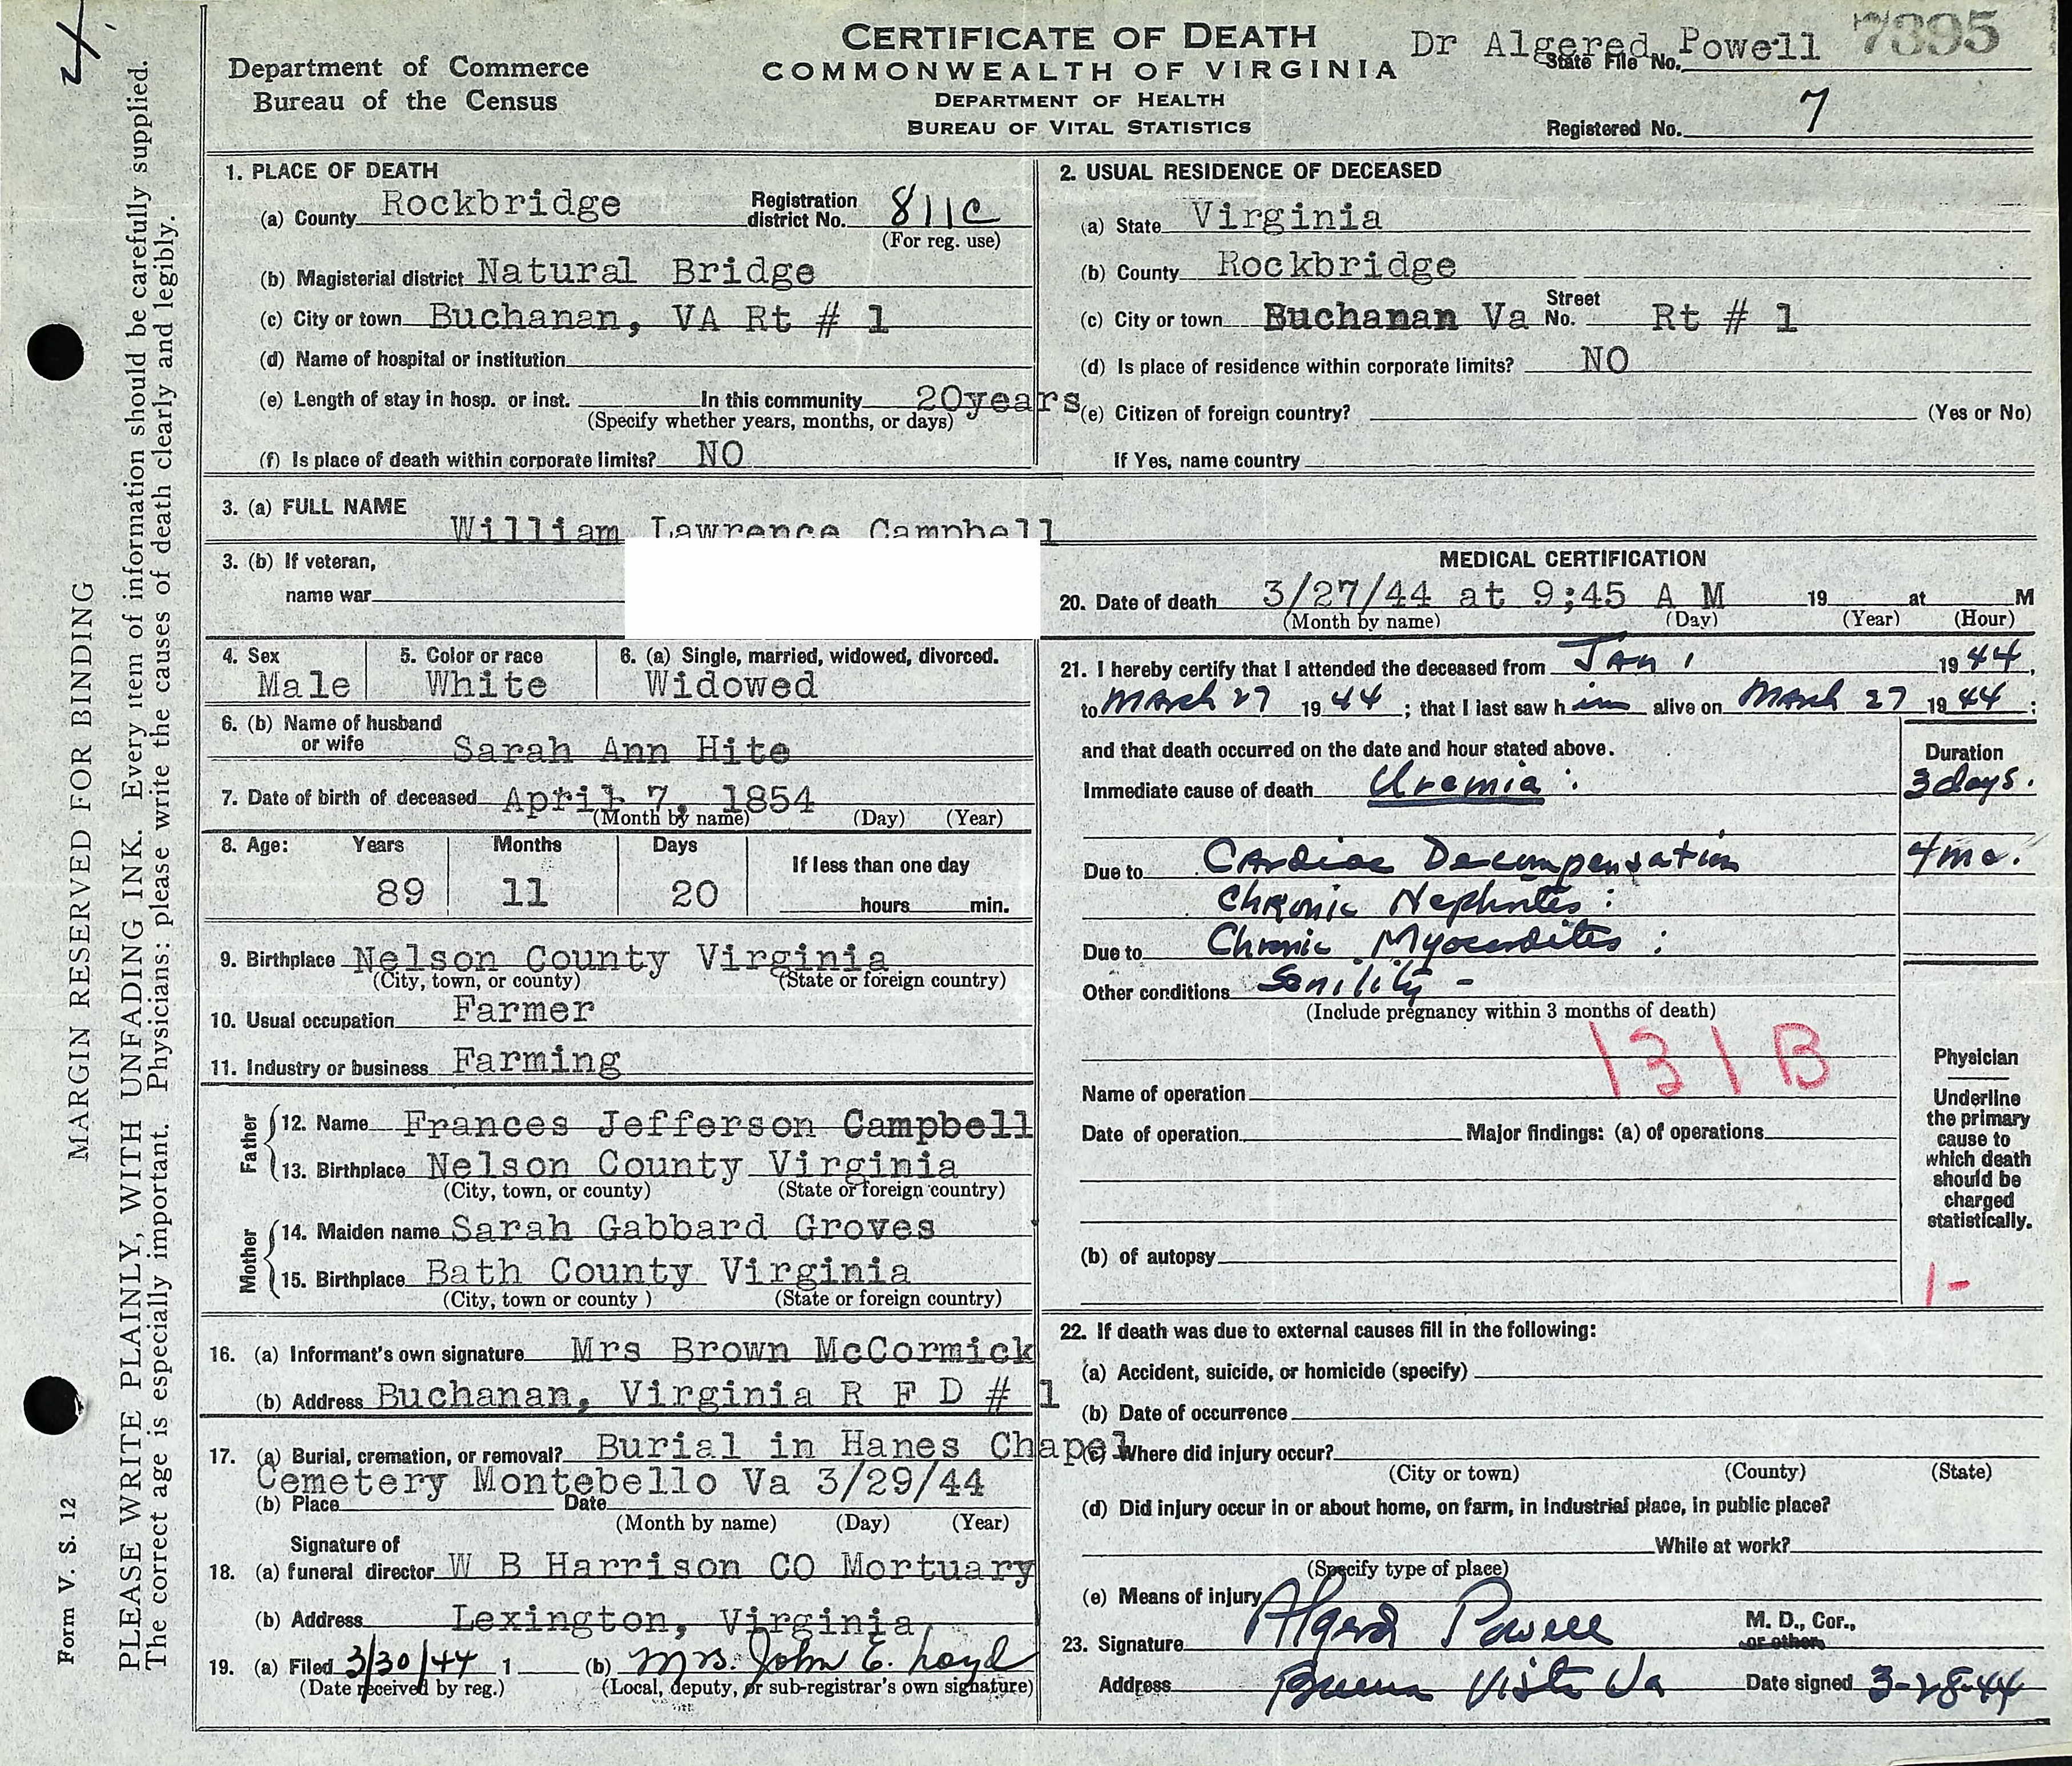 4.
CERTIFICATE OF DEATH
COMMONWEALTH OF VIRGINIA
DEPARTMENT OF HEALTH
BUREAU OF VITAL STATISTICS
Department of Commerce
Bureau of the Census
Dr Algered Powell 7395
State File No.
Registered No. 7
MARGIN RESERVED FOR BINDING
PLEASE WRITE PLAINLY, WITH UNFADING INK. Every item of information should be carefully supplied.
The correct age is especially important. Physicians: please write the causes of death clearly and legibly.
Form V. S. 12
1. PLACE OF DEATH
(a) County Rockbridge Registration district No. 811C
(For reg. use)
(b) Magisterial district Natural Bridge
(c) City or town Buchanan, VA Rt # 1
(d) Name of hospital or institution
(e) Length of stay in hosp. or inst. In this community 20years
(Specify whether years, months, or days)
(f) Is place of death within corporate limits? NO
2. USUAL RESIDENCE OF DECEASED
(a) State Virginia
(b) County Rockbridge
(c) City or town Buchanan Va Street No. Rt # 1
(d) Is place of residence within corporate limits? NO
(e) Citizen of foreign country? (Yes or No)
If Yes, name country
3. (a) FULL NAME William Lawrence Campbell
3. (b) If veteran,
name war
4. Sex Male
5. Color or race White
6. (a) Single, married, widowed, divorced. Widowed
6. (b) Name of husband or wife Sarah Ann Hite
7. Date of birth of deceased April 7, 1854
(Month by name) (Day) (Year)
8. Age: Years Months Days If less than one day
89 11 20 hours min.
9. Birthplace Nelson County Virginia
(City, town, or county) (State or foreign country)
10. Usual occupation Farmer
11. Industry or business Farming
Father
12. Name Frances Jefferson Campbell
13. Birthplace Nelson County Virginia
(City, town, or county) (State or foreign country)
Mother
14. Maiden name Sarah Gabbard Groves
15. Birthplace Bath County Virginia
(City, town or county ) (State or foreign country)
16. (a) Informant's own signature Mrs Brown McCormick
(b) Address Buchanan, Virginia R F D # 1
17. (a) Burial, cremation, or removal? Burial in Hanes Chapel
Cemetery Montebello Va 3/29/44
(b) Place Date
(Month by name) (Day) (Year)
Signature of
18. (a) funeral director W B Harrison CO Mortuary
(b) Address Lexington, Virginia
19. (a) Filed 3/30/44 1 (b) Mrs. John E. Loyd
(Date received by reg.) (Local, deputy, or sub-registrar's own signature)
MEDICAL CERTIFICATION
20. Date of death 3/27/44 at 9;45 A M 19 at M
(Month by name) (Day) (Year) (Hour)
21. I hereby certify that I attended the deceased from Jan 1 1944,
to March 27 1944; that I last saw him alive on March 27 1944;
and that death occurred on the date and hour stated above. Duration
Immediate cause of death Uremia: 3 days.
Due to Cardiac Decompensation 4 mo.
Chronic Nephrites:
Due to Chronic Myocardites:
Other conditions Senility -
(Include pregnancy within 3 months of death)
131B
Name of operation
Date of operation Major findings: (a) of operations
(b) of autopsy
Physician
Underline
the primary
cause to
which death
should be
charged
statistically.
1-
22. If death was due to external causes fill in the following:
(a) Accident, suicide, or homicide (specify)
(b) Date of occurrence
(c) Where did injury occur?
(City or town) (County) (State)
(d) Did injury occur in or about home, on farm, in industrial place, in public place?
While at work?
(Specify type of place)
(e) Means of injury
23. Signature Algerd Powell M. D., Cor., or other
Address Buena Vista Va Date signed 3-28-44